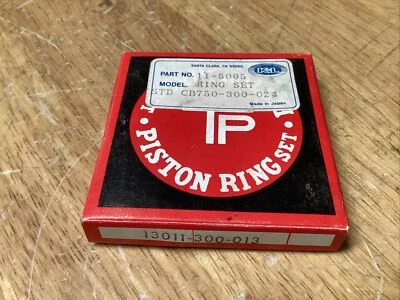 SANTA CLARA, CA 95050
PART NO. 11-5005
MODEL. RING SET
STD CB750-300-024
Made in Japan
TP
PISTON RING SET
13011-300-013